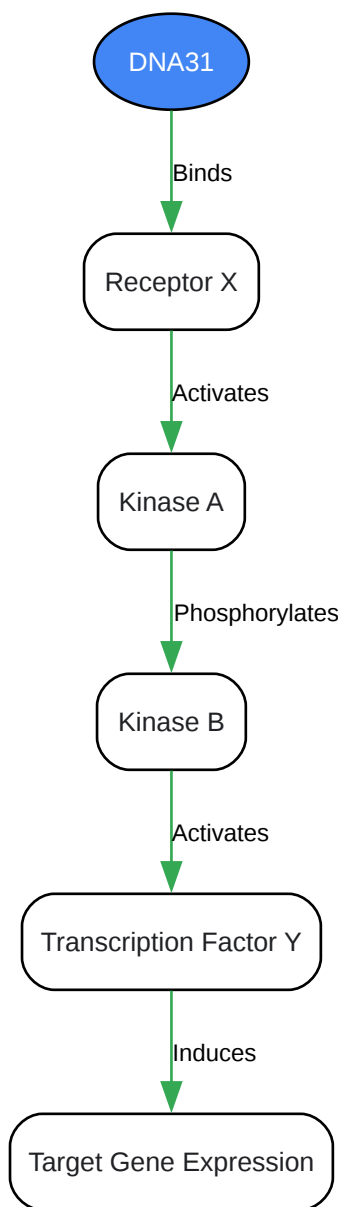 DNA31
Binds
Receptor X
Activates
Kinase A
Phosphorylates
Kinase B
Activates
Transcription Factor Y
Induces
Target Gene Expression